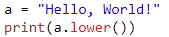 a = "Hello, World!"
print(a.lower())